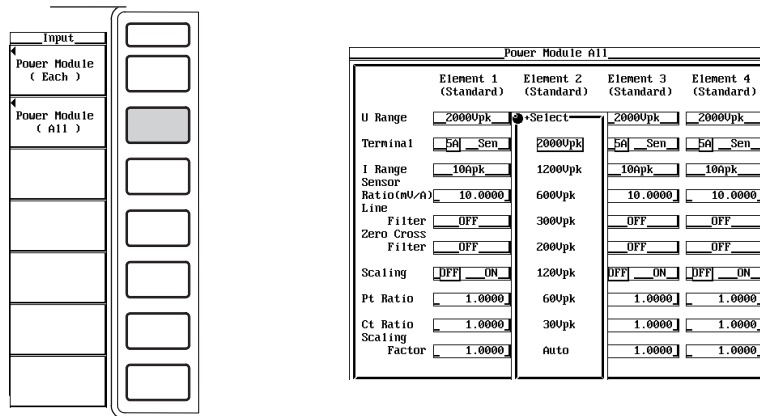 Input
Power Module
( Each )
Power Module
( All )
Power Module All
Element 1 Element 2 Element 3 Element 4
(Standard) (Standard) (Standard) (Standard)
U Range 2000Vpk +Select 2000Vpk 2000Vpk
Terminal 5A Sen 2000Vpk 5A Sen 5A Sen
I Range 10Apk 1200Vpk 10Apk 10Apk
Sensor
Ratio(mV/A) 10.0000 600Vpk 10.0000 10.0000
Line
Filter OFF 300Vpk OFF OFF
Zero Cross
Filter OFF 200Vpk OFF OFF
Scaling OFF ON 120Vpk OFF ON OFF ON
Pt Ratio 1.0000 60Vpk 1.0000 1.0000
Ct Ratio 1.0000 30Vpk 1.0000 1.0000
Scaling
Factor 1.0000 Auto 1.0000 1.0000